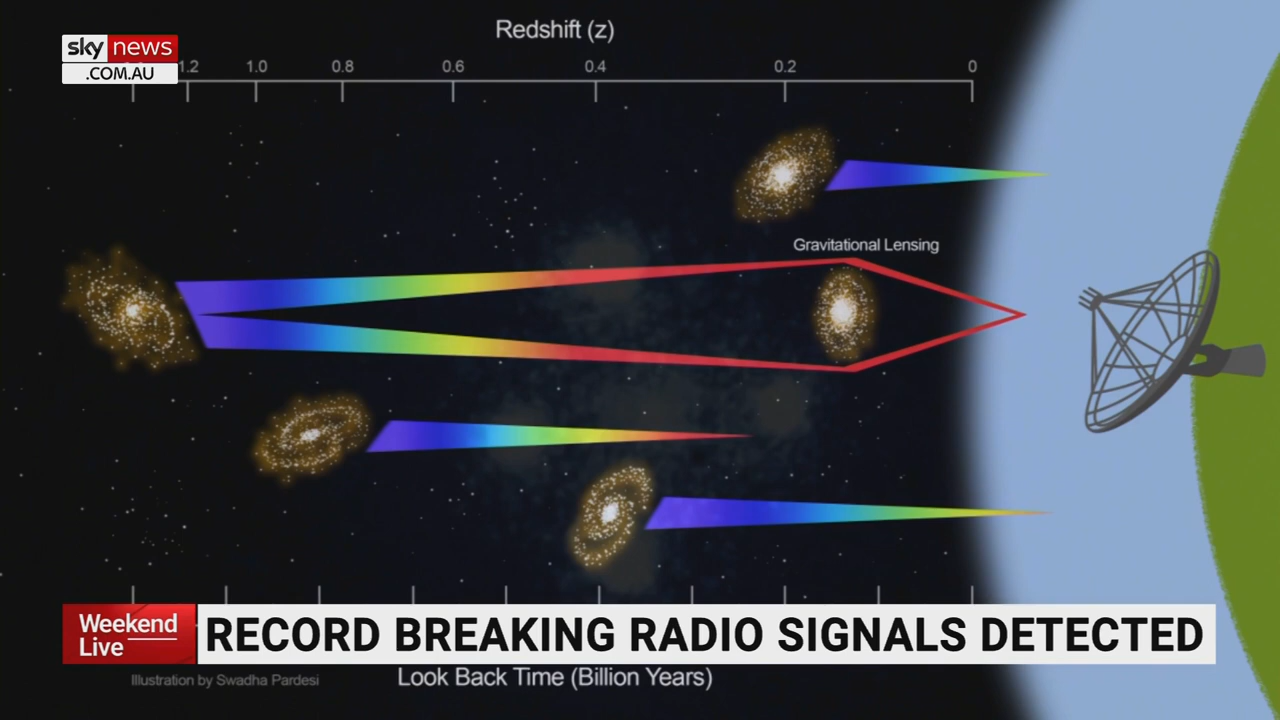 Redshift (z)
sky news
.COM.AU
1.2 1.0 0.8 0.6 0.4 0.2 0
Gravitational Lensing
Weekend
Live
RECORD BREAKING RADIO SIGNALS DETECTED
Illustration by Swadha Pardesi
Look Back Time (Billion Years)